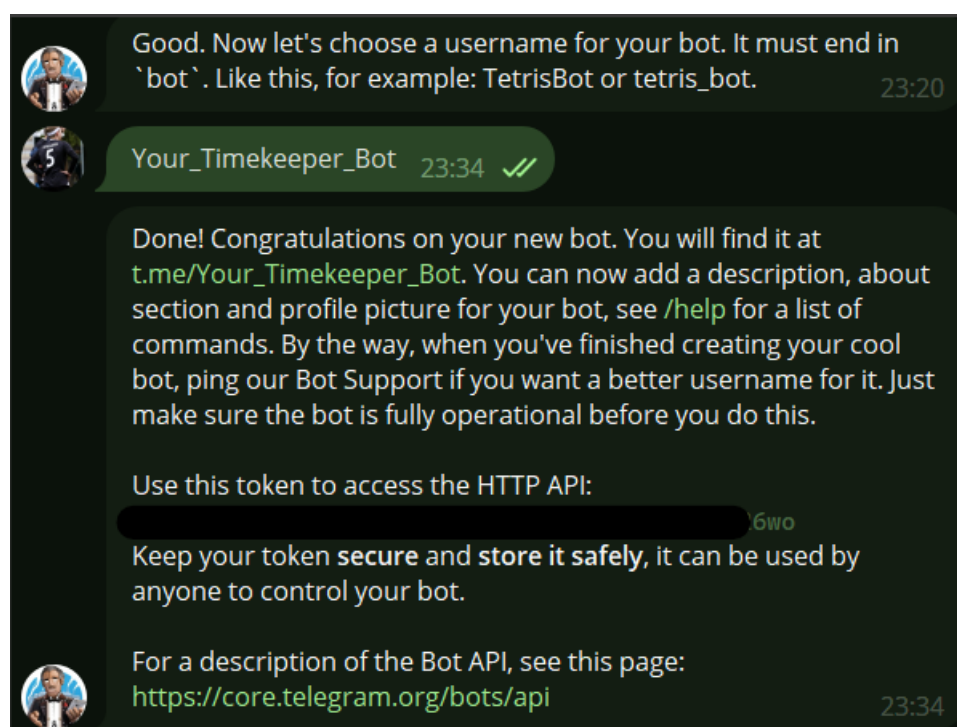 Good. Now let's choose a username for your bot. It must end in
`bot`. Like this, for example: TetrisBot or tetris_bot.
23:20
5
Your_Timekeeper_Bot 23:34
Done! Congratulations on your new bot. You will find it at
t.me/Your_Timekeeper_Bot. You can now add a description, about
section and profile picture for your bot, see /help for a list of
commands. By the way, when you've finished creating your cool
bot, ping our Bot Support if you want a better username for it. Just
make sure the bot is fully operational before you do this.
Use this token to access the HTTP API:
6wo
Keep your token secure and store it safely, it can be used by
anyone to control your bot.
For a description of the Bot API, see this page:
https://core.telegram.org/bots/api
23:34